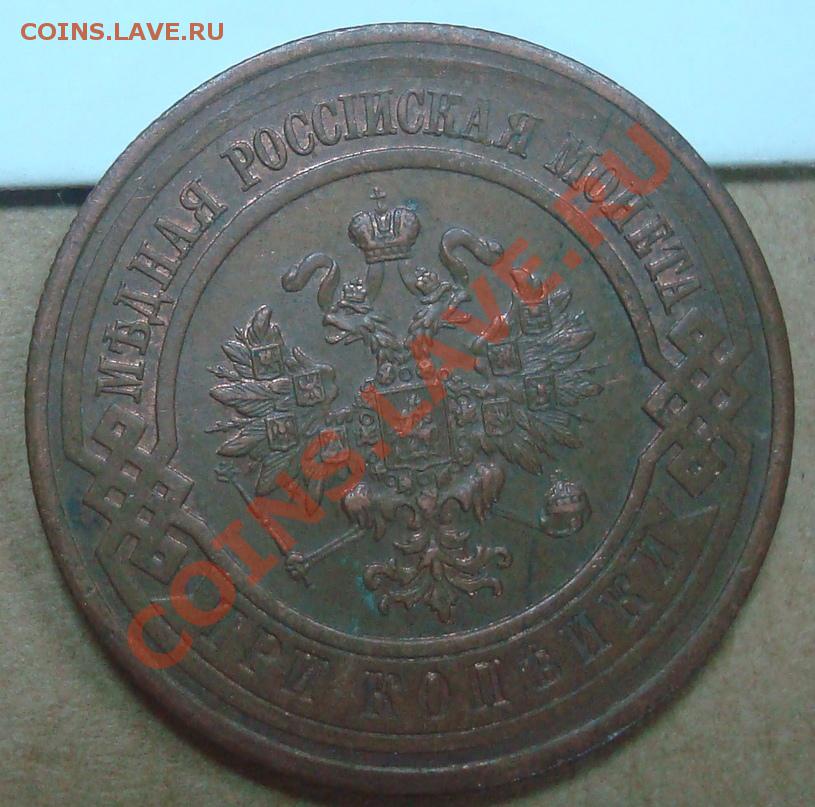 COINS.LAVE.RU
МѢДНАЯ РОССІЙСКАЯ МОНЕТА
ТРИ КОПѢЙКИ
COINS.LAVE.RU